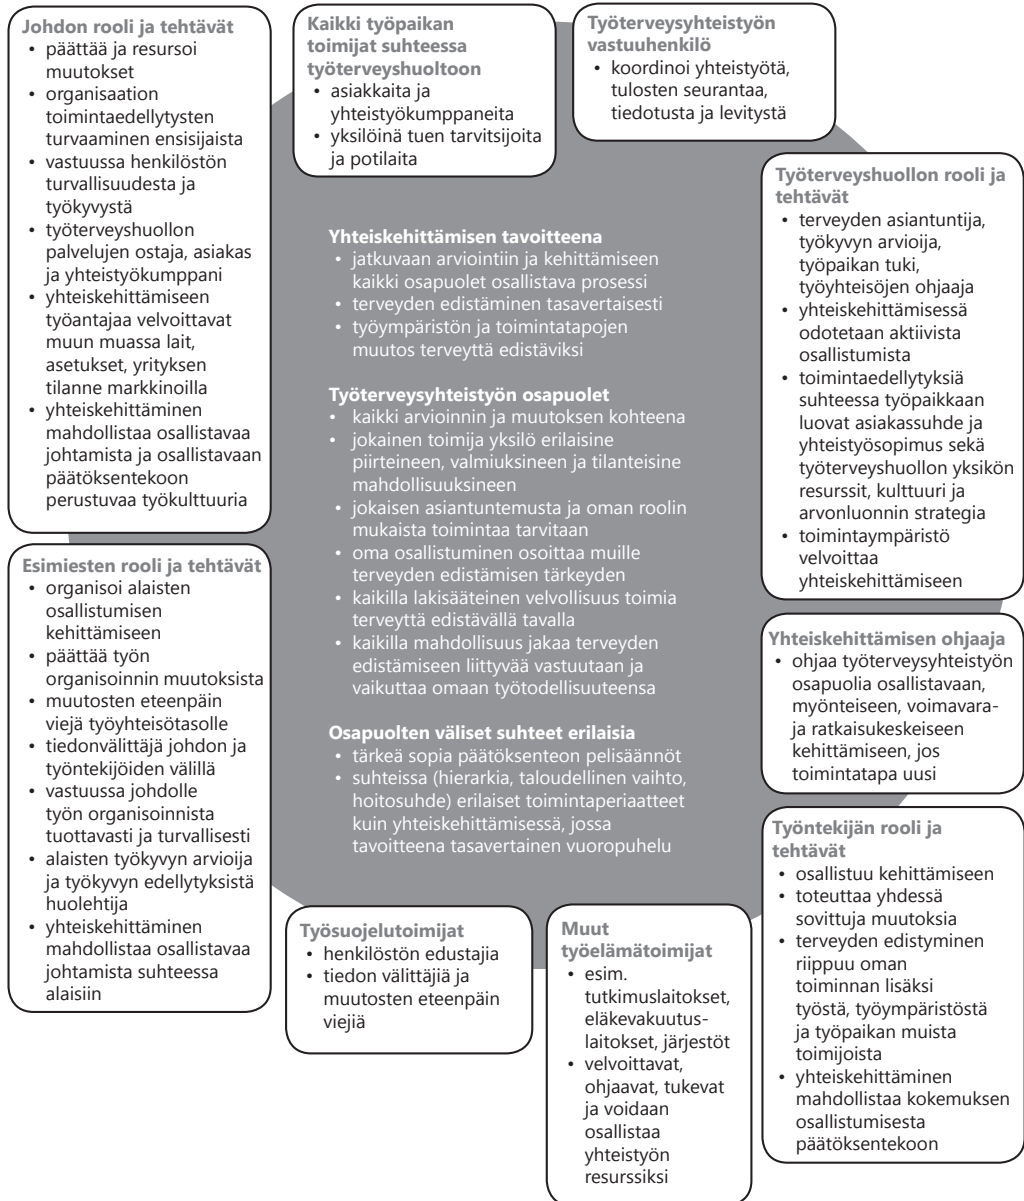 Johdon rooli ja tehtävät
• päättää ja resursoi
muutokset
• organisaation
toimintaedellytysten
turvaaminen ensisijaista
• vastuussa henkilöstön
turvallisuudesta ja
työkyvystä
• työterveyshuollon
palvelujen ostaja, asiakas
ja yhteistyökumppani
• yhteiskehittämiseen
työantajaa velvoittavat
muun muassa lait,
asetukset, yrityksen
tilanne markkinoilla
• yhteiskehittäminen
mahdollistaa osallistavaa
johtamista ja osallistavaan
päätöksentekoon
perustuvaa työkulttuuria
Kaikki työpaikan
toimijat suhteessa
työterveyshuoltoon
• asiakkaita ja
yhteistyökumppaneita
• yksilöinä tuen tarvitsijoita
ja potilaita
Työterveysyhteistyön
vastuuhenkilö
• koordinoi yhteistyötä,
tulosten seurantaa,
tiedotusta ja levitystä
Työterveyshuollon rooli ja
tehtävät
• terveyden asiantuntija,
työkyvyn arvioija,
työpaikan tuki,
työyhteisöjen ohjaaja
• yhteiskehittämisessä
odotetaan aktiivista
osallistumista
• toimintaedellytyksiä
suhteessa työpaikkaan
luovat asiakassuhde ja
yhteistyösopimus sekä
työterveyshuollon yksikön
resurssit, kulttuuri ja
arvonluonnin strategia
• toimintaympäristö
velvoittaa
yhteiskehittämiseen
Yhteiskehittämisen tavoitteena
• jatkuvaan arviointiin ja kehittämiseen
kaikki osapuolet osallistava prosessi
• terveyden edistäminen tasavertaisesti
• työympäristön ja toimintatapojen
muutos terveyttä edistäviksi
Työterveysyhteistyön osapuolet
• kaikki arvioinnin ja muutoksen kohteena
• jokainen toimija yksilö erilaisine
piirteineen, valmiuksineen ja tilanteisine
mahdollisuuksineen
• jokaisen asiantuntemusta ja oman roolin
mukaista toimintaa tarvitaan
• oma osallistuminen osoittaa muille
terveyden edistämisen tärkeyden
• kaikilla lakisääteinen velvollisuus toimia
terveyttä edistävällä tavalla
• kaikilla mahdollisuus jakaa terveyden
edistämiseen liittyvää vastuutaan ja
vaikuttaa omaan työtodellisuuteensa
Osapuolten väliset suhteet erilaisia
• tärkeä sopia päätöksenteon pelisäännöt
• suhteissa (hierarkia, taloudellinen vaihto,
hoitosuhde) erilaiset toimintaperiaatteet
kuin yhteiskehittämisessä, jossa
tavoitteena tasavertainen vuoropuhelu
Esimiesten rooli ja tehtävät
• organisoi alaisten
osallistumisen
kehittämiseen
• päättää työn
organisoinnin muutoksista
• muutosten eteenpäin
viejä työyhteisötasolle
• tiedonvälittäjä johdon ja
työntekijöiden välillä
• vastuussa johdolle
työn organisoinnista
tuottavasti ja turvallisesti
• alaisten työkyvyn arvioija
ja työkyvyn edellytyksistä
huolehtija
• yhteiskehittäminen
mahdollistaa osallistavaa
johtamista suhteessa
alaisiin
Yhteiskehittämisen ohjaaja
• ohjaa työterveysyhteistyön
osapuolia osallistavaan,
myönteiseen, voimavara-
ja ratkaisukeskeiseen
kehittämiseen, jos
toimintatapa uusi
Työsuojelutoimijat
• henkilöstön edustajia
• tiedon välittäjiä ja
muutosten eteenpäin
viejiä
Muut
työelämätoimijat
• esim.
tutkimuslaitokset,
eläkevakuutus-
laitokset, järjestöt
• velvoittavat,
ohjaavat, tukevat
ja voidaan
osallistaa
yhteistyön
resurssiksi
Työntekijän rooli ja
tehtävät
• osallistuu kehittämiseen
• toteuttaa yhdessä
sovittuja muutoksia
• terveyden edistyminen
riippuu oman
toiminnan lisäksi
työstä, työympäristöstä
ja työpaikan muista
toimijoista
• yhteiskehittäminen
mahdollistaa kokemuksen
osallistumisesta
päätöksentekoon